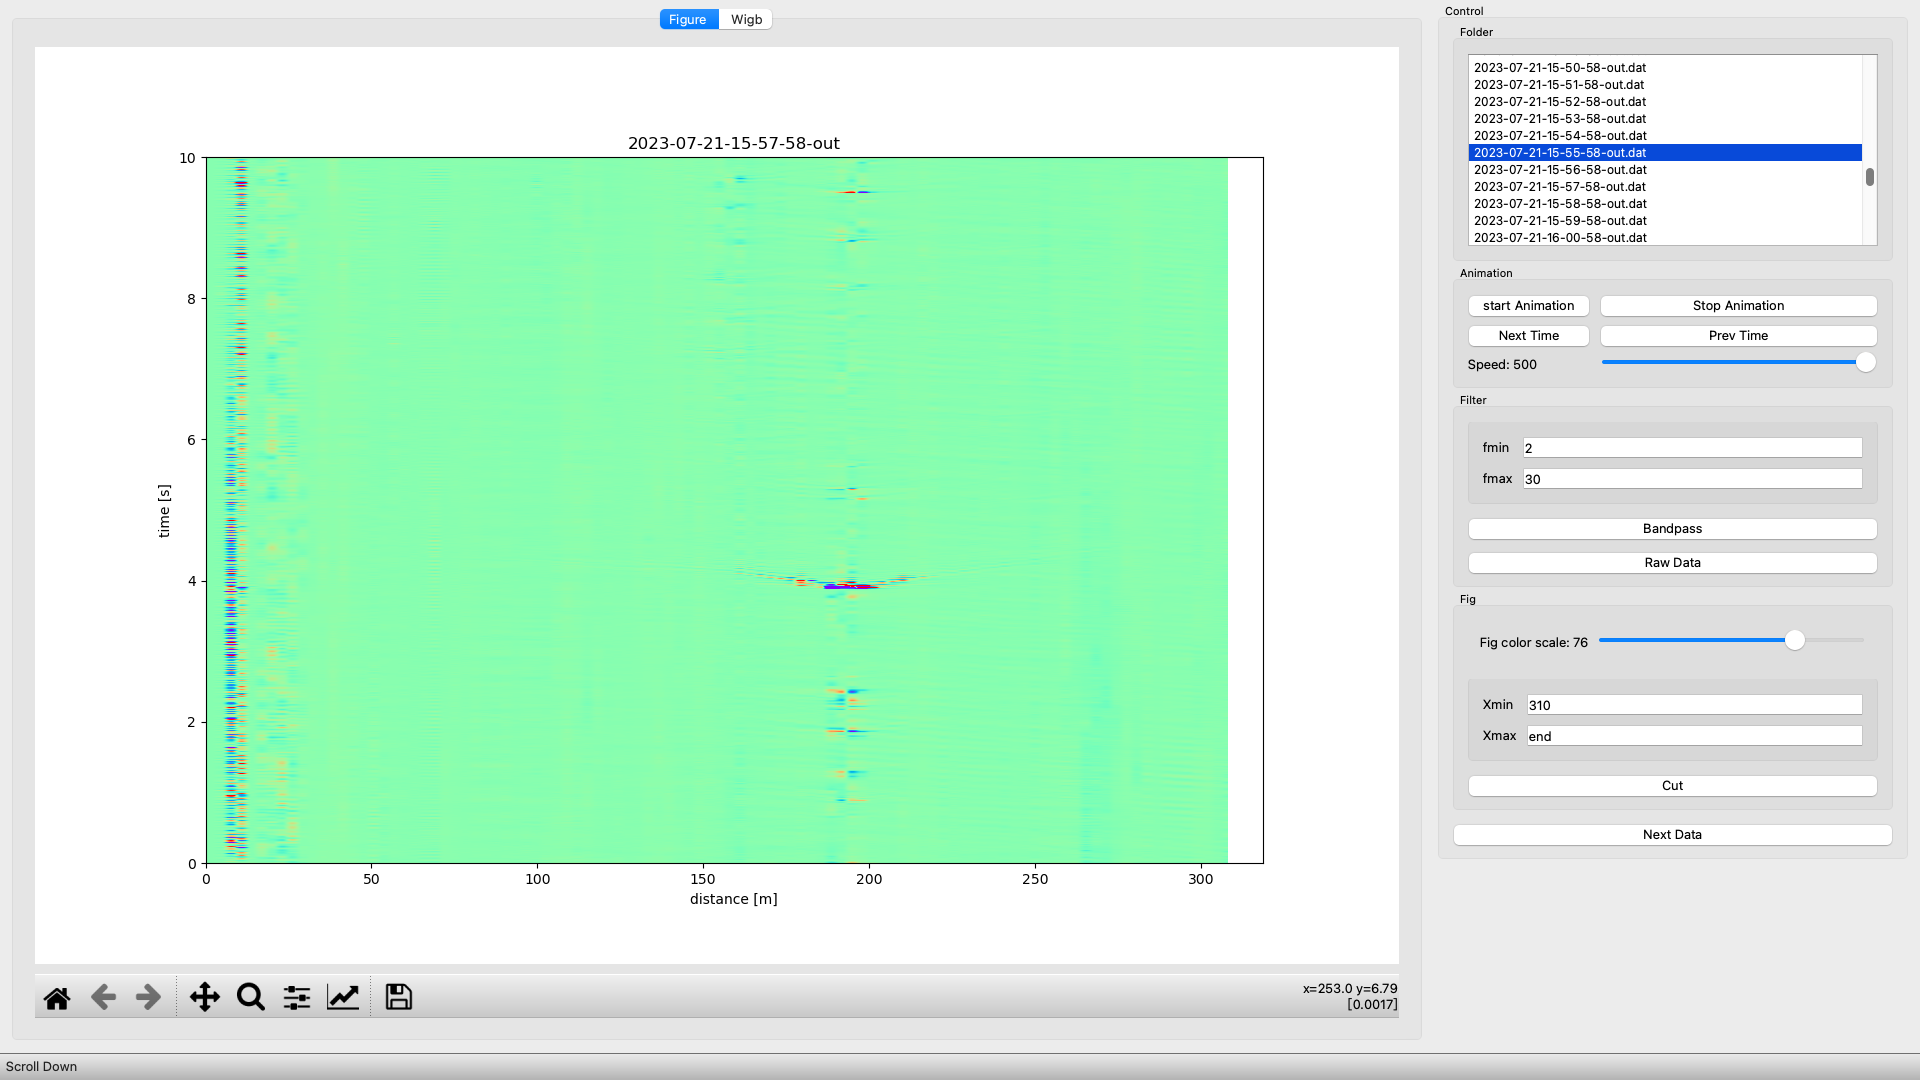 Figure
Wigb
2023-07-21-15-57-58-out
10
8
6
4
2
0
time [s]
0
50
100
150
200
250
300
distance [m]
x=253.0 y=6.79
[0.0017]
Scroll Down
Control
Folder
2023-07-21-15-50-58-out.dat
2023-07-21-15-51-58-out.dat
2023-07-21-15-52-58-out.dat
2023-07-21-15-53-58-out.dat
2023-07-21-15-54-58-out.dat
2023-07-21-15-55-58-out.dat
2023-07-21-15-56-58-out.dat
2023-07-21-15-57-58-out.dat
2023-07-21-15-58-58-out.dat
2023-07-21-15-59-58-out.dat
2023-07-21-16-00-58-out.dat
Animation
start Animation
Stop Animation
Next Time
Prev Time
Speed: 500
Filter
fmin 2
fmax 30
Bandpass
Raw Data
Fig
Fig color scale: 76
Xmin 310
Xmax end
Cut
Next Data